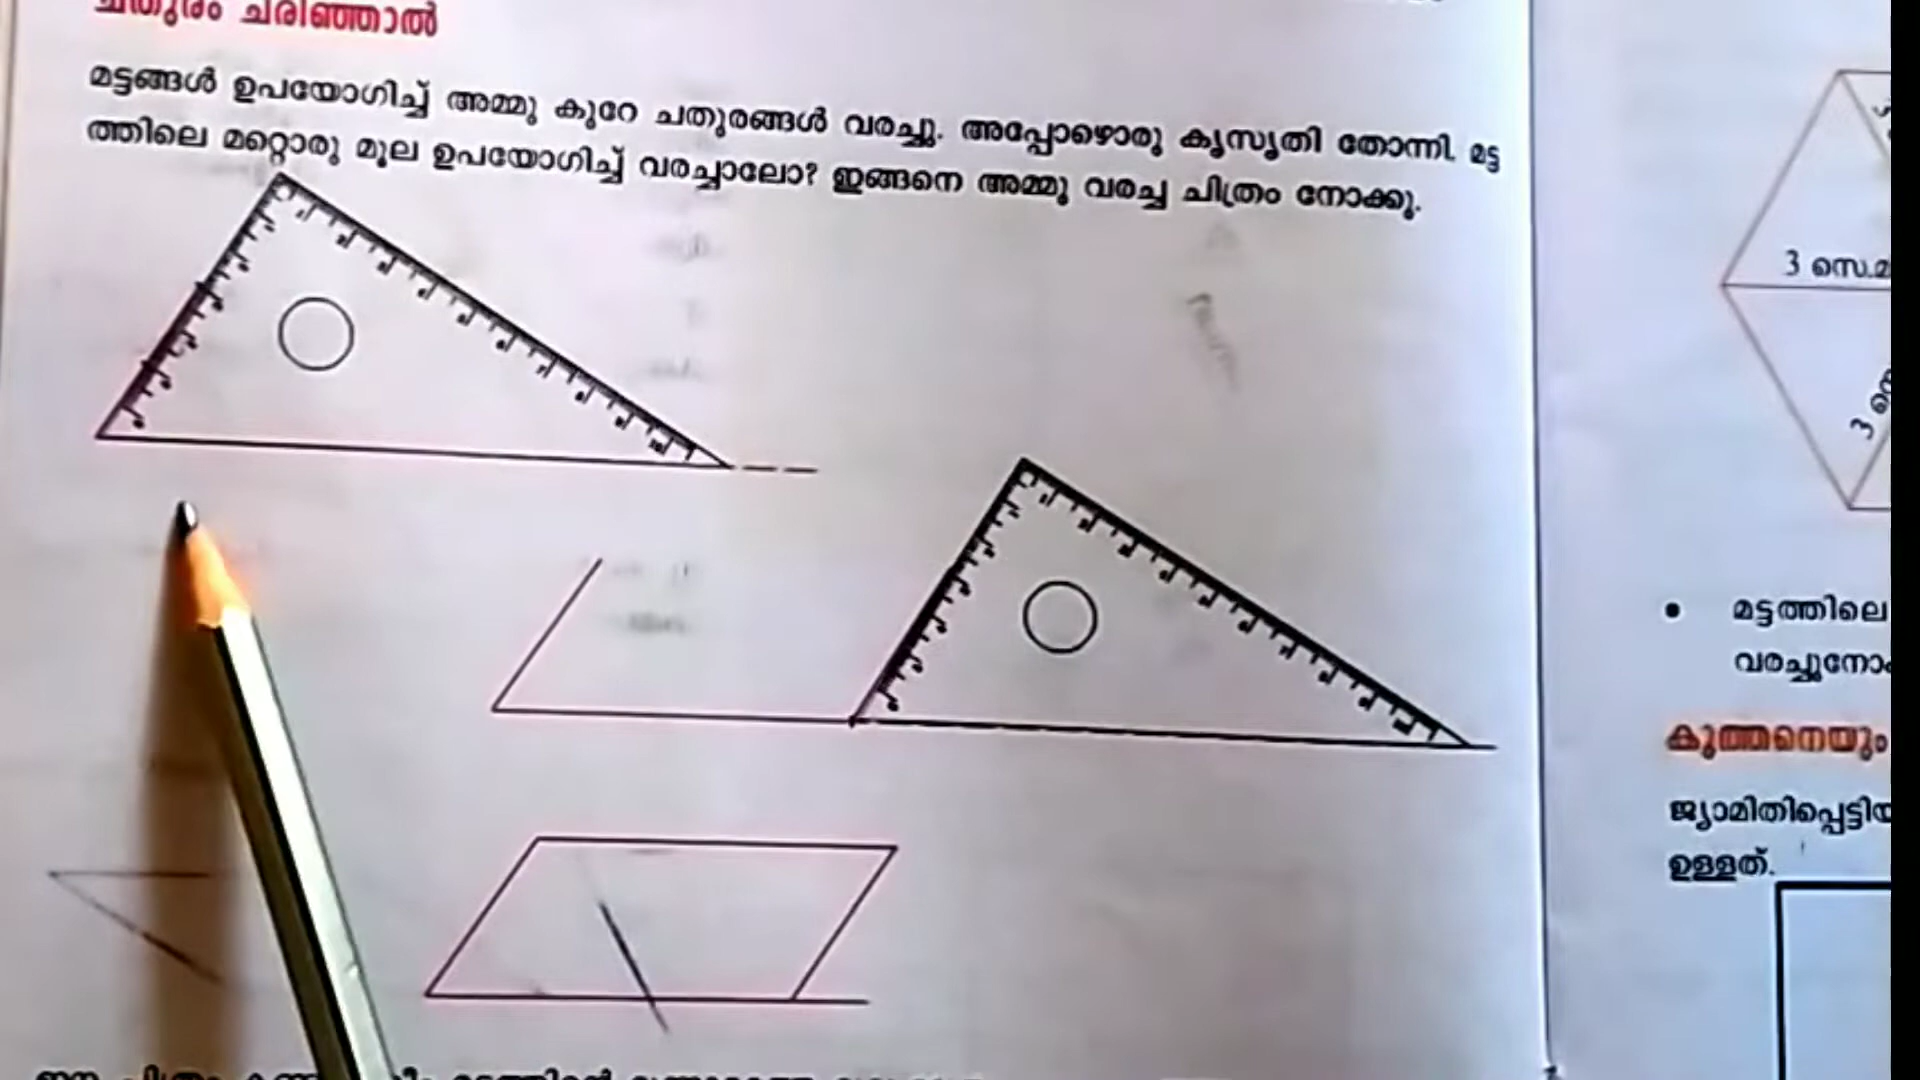 ചതുരം ചരിഞ്ഞാൽ
മട്ടങ്ങൾ ഉപയോഗിച്ച് അമ്മു കുറേ ചതുരങ്ങൾ വരച്ചു. അപ്പോഴൊരു കുസൃതി തോന്നി. മട്ട
ത്തിലെ മറ്റൊരു മൂല ഉപയോഗിച്ച് വരച്ചാലോ? ഇങ്ങനെ അമ്മു വരച്ച ചിത്രം നോക്കൂ.
3 സെ.മ
3 സെ
• മട്ടത്തിലെ
വരച്ചുനോക
കുത്തനെയും
ജ്യാമിതിപ്പെട്ടിയ
ഉള്ളത്.